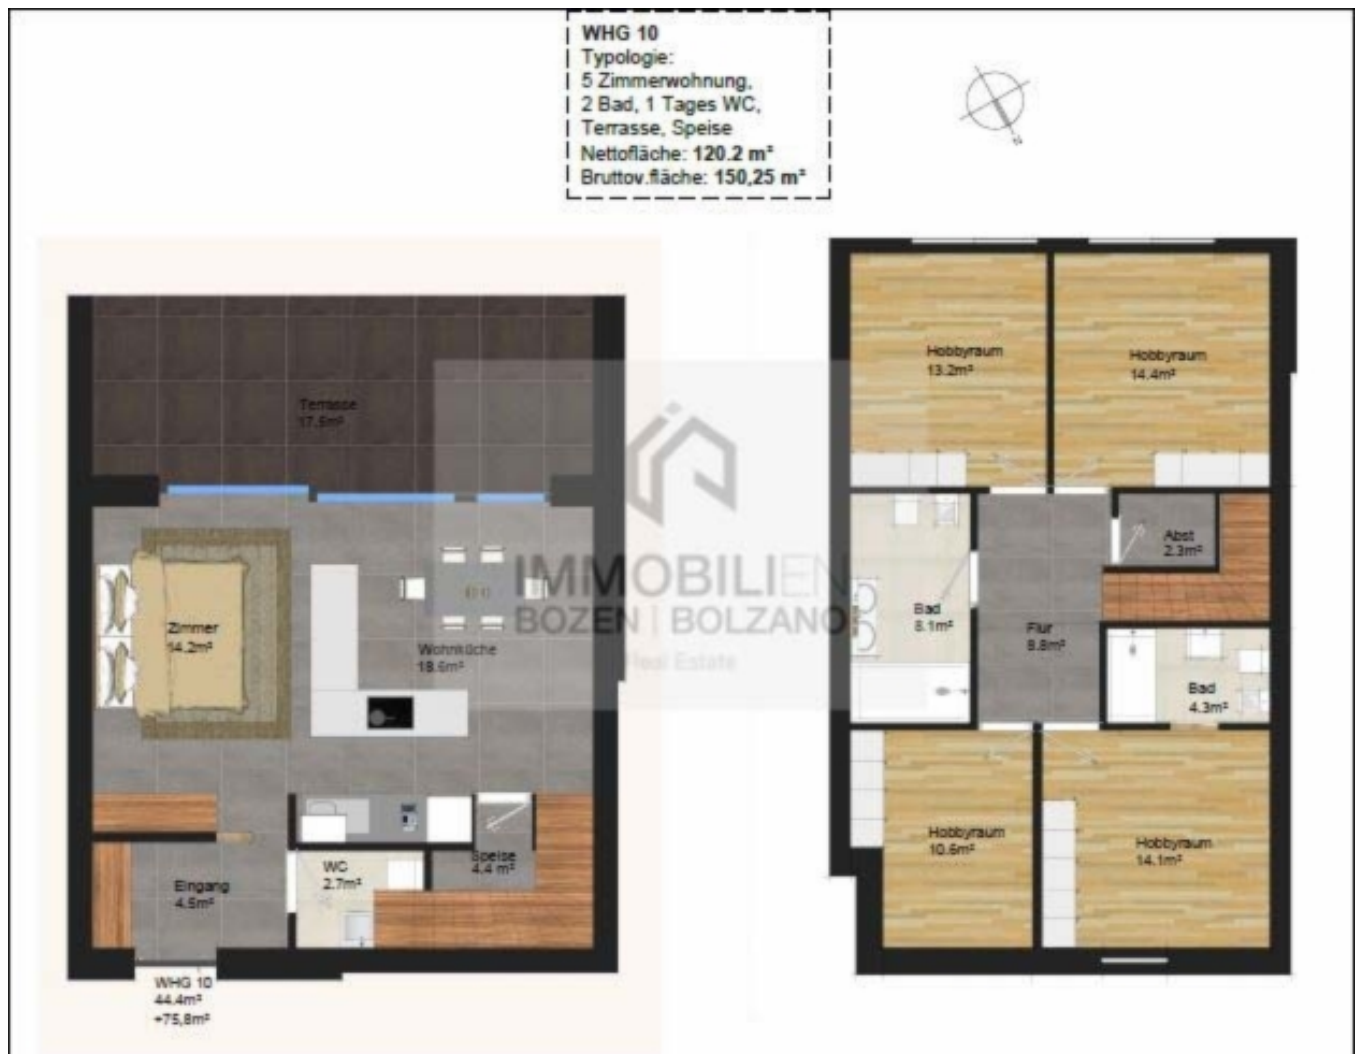 WHG 10
Typologie:
5 Zimmerwohnung,
2 Bad, 1 Tages WC,
Terrasse, Speise
Nettofläche: 120.2 m²
Bruttov.fläche: 150,25 m²
N
Terrasse
17.5m²
Zimmer
14.2m²
Wohnküche
18.6m²
Speise
4.4 m²
WC
2.7m²
Eingang
4.5m²
WHG 10
44.4m²
+75,8m²
IMMOBILIEN
BOZEN | BOLZANO
Real Estate
Hobbyraum
13.2m²
Hobbyraum
14.4m²
Abst
2.3m²
Bad
8.1m²
Flur
8.8m²
Bad
4.3m²
Hobbyraum
10.6m²
Hobbyraum
14.1m²